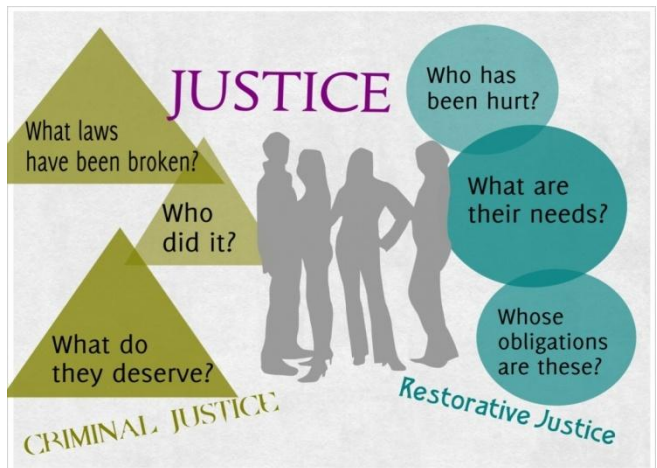 JUSTICE
What laws
have been broken?
Who
did it?
What do
they deserve?
CRIMINAL JUSTICE
Who has
been hurt?
What are
their needs?
Whose
obligations
are these?
Restorative Justice